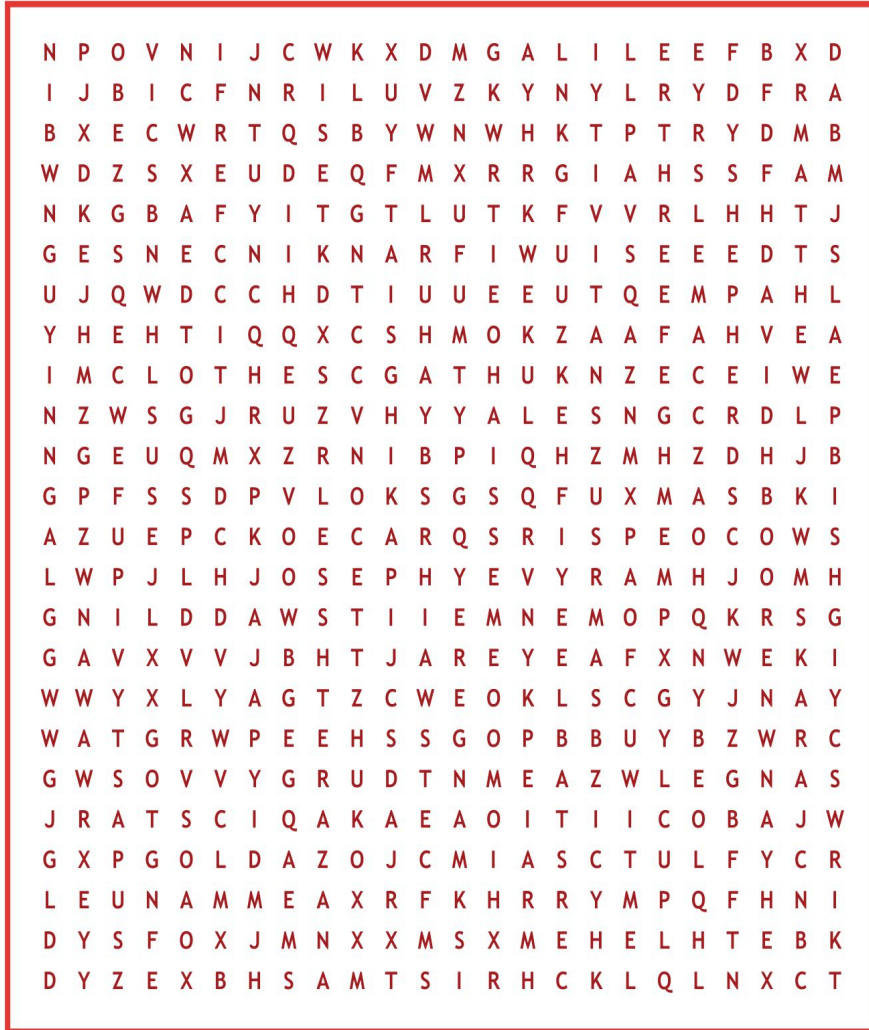 N P O V N I J C W K X D M G A L I L E E F B X D
I J B I C F N R I L U V Z K Y N Y L R Y D F R A
B X E C W R T Q S B Y W N W H K T P T R Y D M B
W D Z S X E U D E Q F M X R R G I A H S S F A M
N K G B A F Y I T G T L U T K F V V R L H H T J
G E S N E C N I K N A R F I W U I S E E E D T S
U J Q W D C C H D T I U U E E U T Q E M P A H L
Y H E H T I Q Q X C S H M O K Z A A F A H V E A
I M C L O T H E S C G A T H U K N Z E C E I W E
N Z W S G J R U Z V H Y Y A L E S N G C R D L P
N G E U Q M X Z R N I B P I Q H Z M H Z D H J B
G P F S S D P V L O K S G S Q F U X M A S B K I
A Z U E P C K O E C A R Q S R I S P E O C O W S
L W P J L H J O S E P H Y E V Y R A M H J O M H
G N I L D D A W S T I I E M N E M O P Q K R S G
G A V X V V J B H T J A R E Y E A F X N W E K I
W W Y X L Y A G T Z C W E O K L S C G Y J N A Y
W A T G R W P E E H S S G O P B B U Y B Z W R C
G W S O V V Y G R U D T N M E A Z W L E G N A S
J R A T S C I Q A K A E A O I T I I C O B A J W
G X P G O L D A Z O J C M I A S C T U L F Y C R
L E U N A M M E A X R F K H R R Y M P Q F H N I
D Y S F O X J M N X X M S X M E H E L H T E B K
D Y Z E X B H S A M T S I R H C K L Q L N X C T